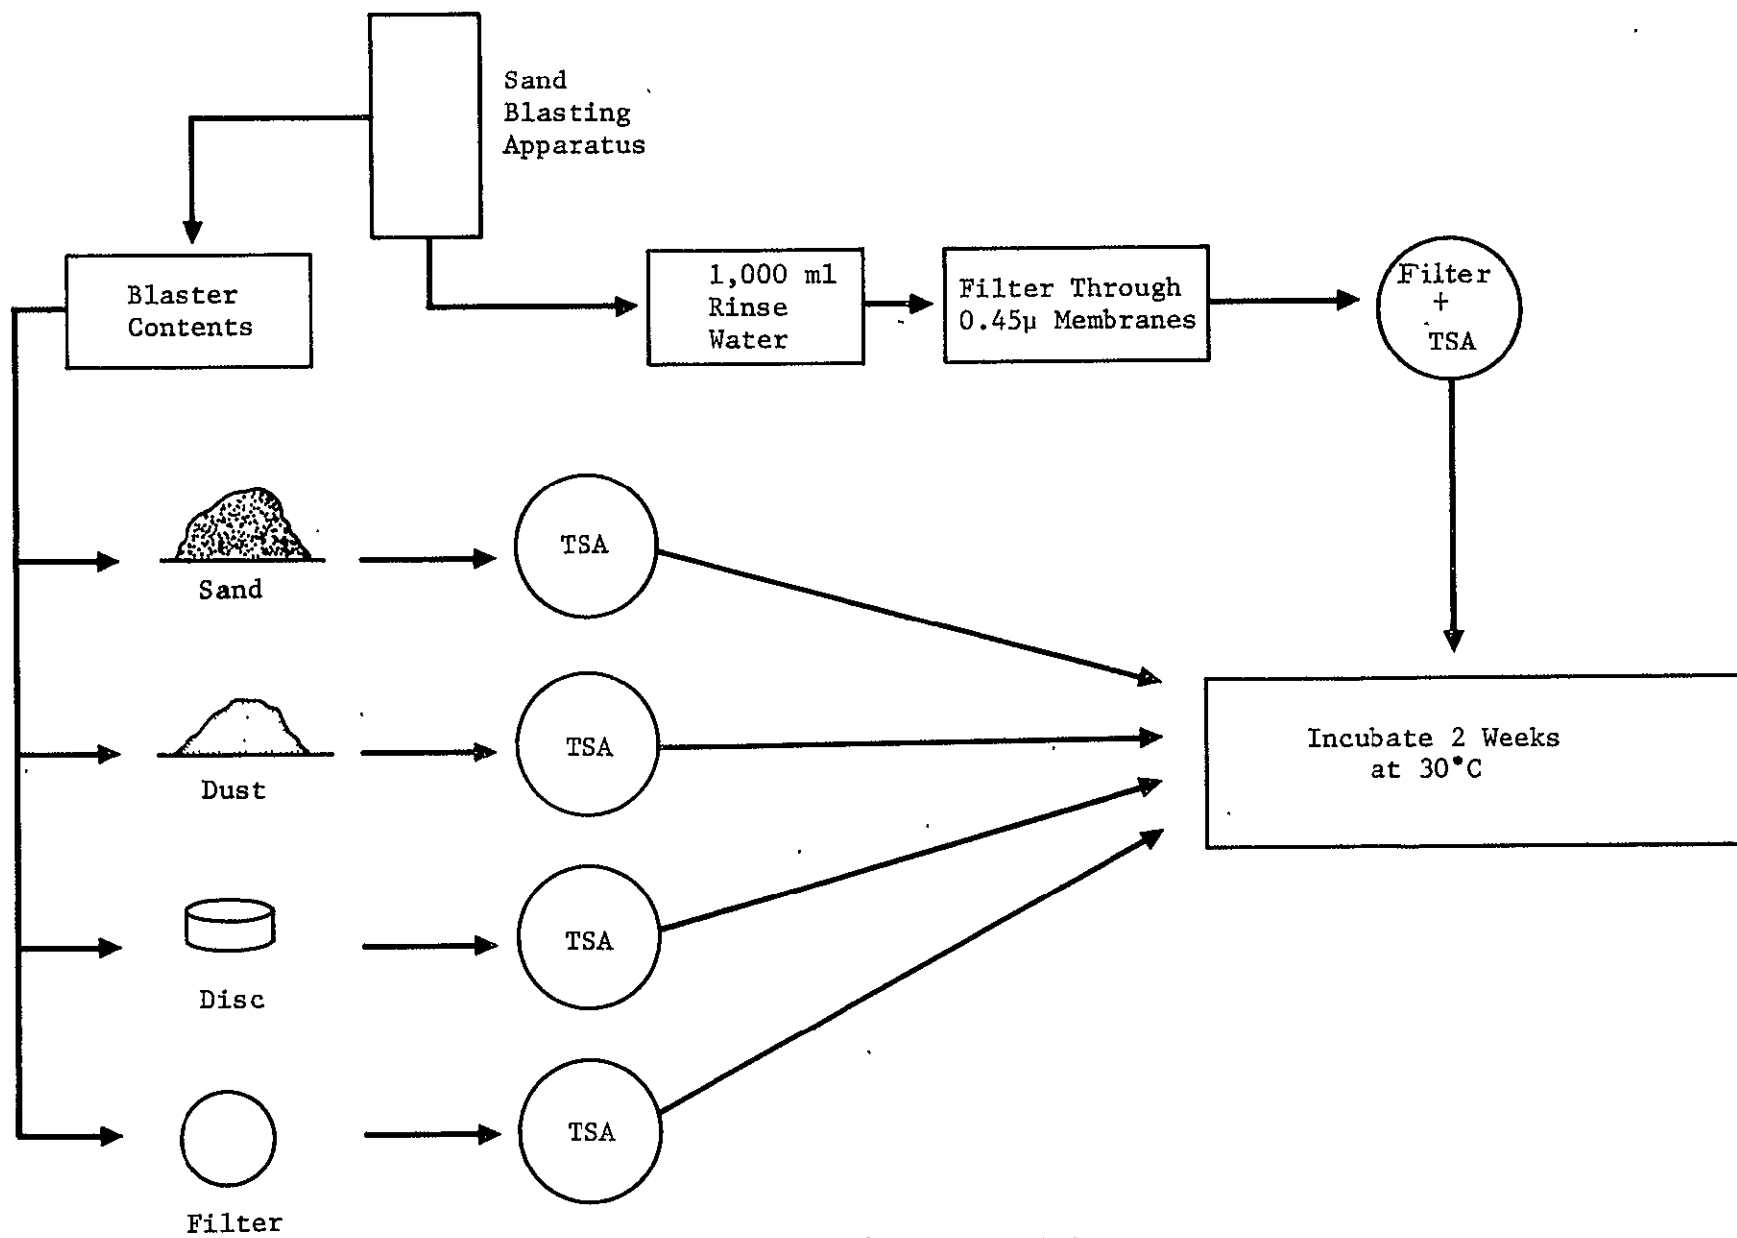 Sand
Blasting
Apparatus
Blaster
Contents
1,000 ml
Rinse
Water
Filter Through
0.45µ Membranes
Filter
+
TSA
Sand
TSA
Dust
TSA
Disc
TSA
Filter
TSA
Incubate 2 Weeks
at 30°C